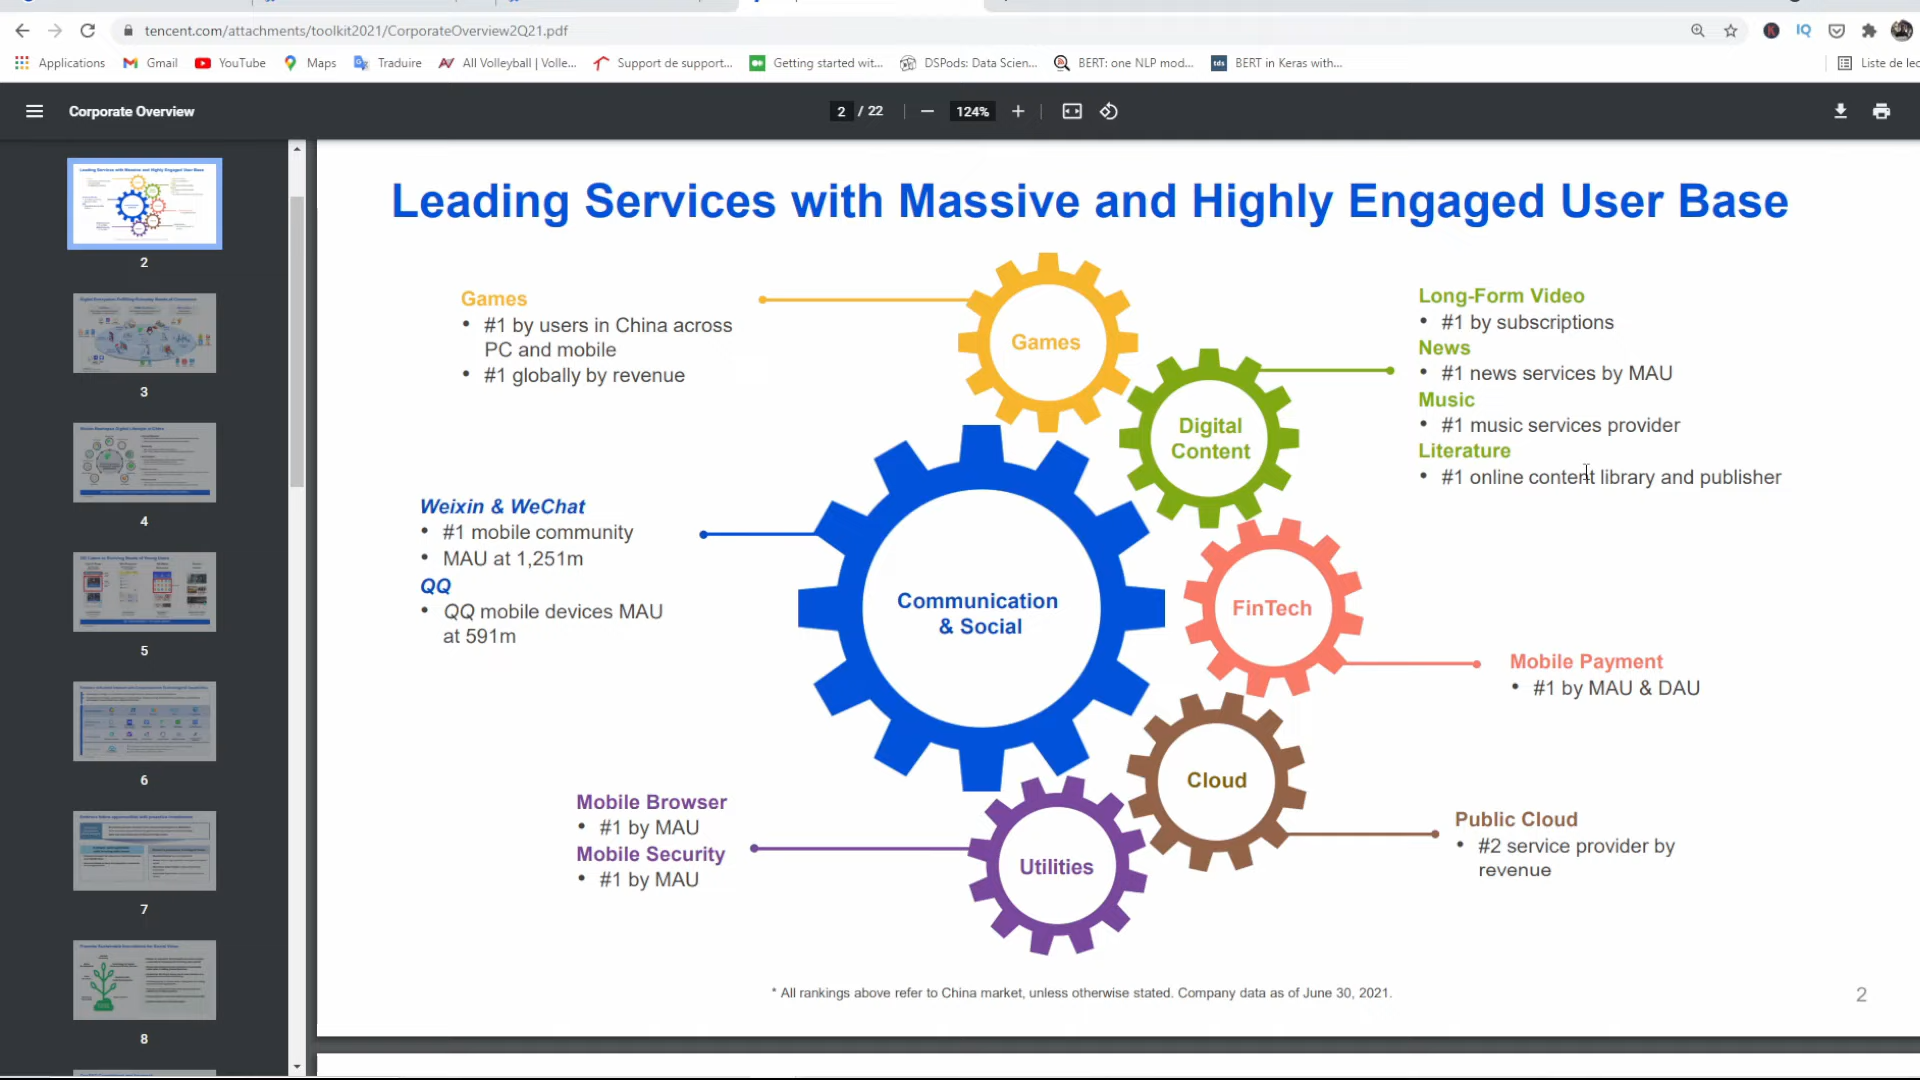 tencent.com/attachments/toolkit2021/CorporateOverview2Q21.pdf
IQ
Applications
Gmail
YouTube
Maps
Traduire
All Volleyball | Volle...
Support de support...
Getting started wit...
DSPods: Data Scien...
BERT: one NLP mod...
tds
BERT in Keras with...
Liste de lec
Corporate Overview
2 / 22
124%
2
3
4
5
6
7
8
Leading Services with Massive and Highly Engaged User Base
Games
• #1 by users in China across
PC and mobile
• #1 globally by revenue
Games
Long-Form Video
• #1 by subscriptions
News
• #1 news services by MAU
Music
• #1 music services provider
Literature
• #1 online content library and publisher
Digital
Content
Weixin & WeChat
• #1 mobile community
• MAU at 1,251m
QQ
• QQ mobile devices MAU
at 591m
Communication
& Social
FinTech
Mobile Payment
• #1 by MAU & DAU
Cloud
Public Cloud
• #2 service provider by
revenue
Mobile Browser
• #1 by MAU
Mobile Security
• #1 by MAU
Utilities
* All rankings above refer to China market, unless otherwise stated. Company data as of June 30, 2021.
2